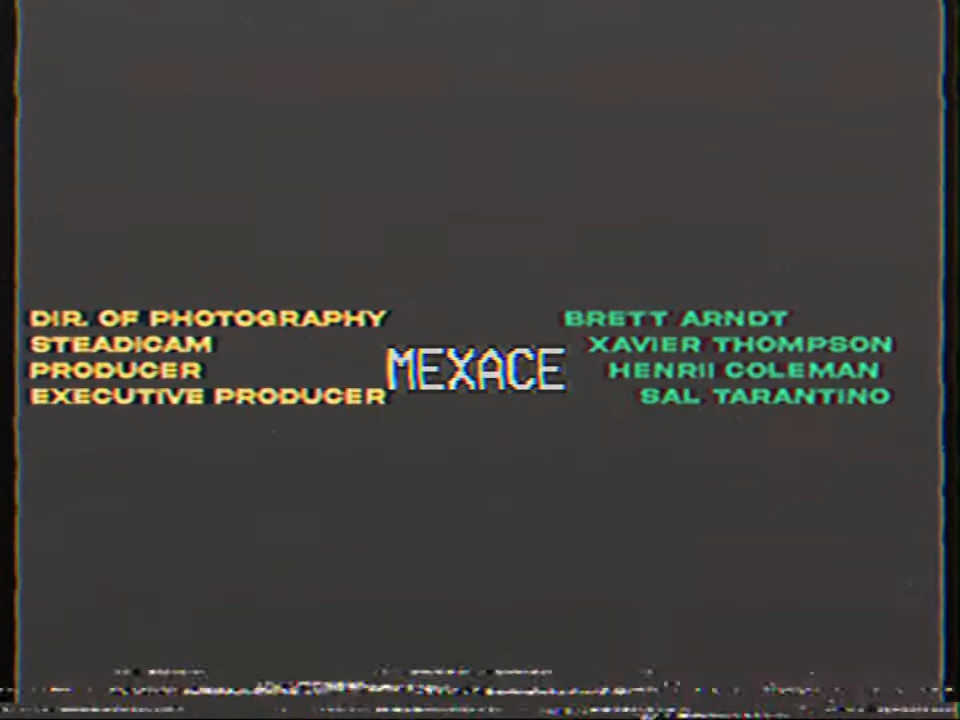 DIR. OF PHOTOGRAPHY BRETT ARNDT
STEADICAM XAVIER THOMPSON
PRODUCER HENRII COLEMAN
EXECUTIVE PRODUCER SAL TARANTINO
MEXACE